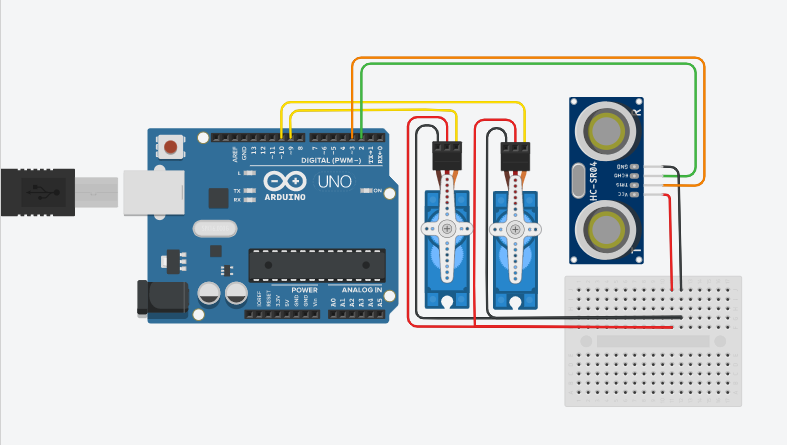 AREF
GND
13
12
~11
~10
~9
8
7
~6
~5
4
~3
2
TX→1
RX←0
DIGITAL (PWM~)
L
TX
RX
UNO
ARDUINO
ON
POWER
ANALOG IN
IOREF
RESET
3.3V
5V
GND
GND
Vin
A0
A1
A2
A3
A4
A5
R
HC-SR04
GND
ECHO
TRIG
VCC